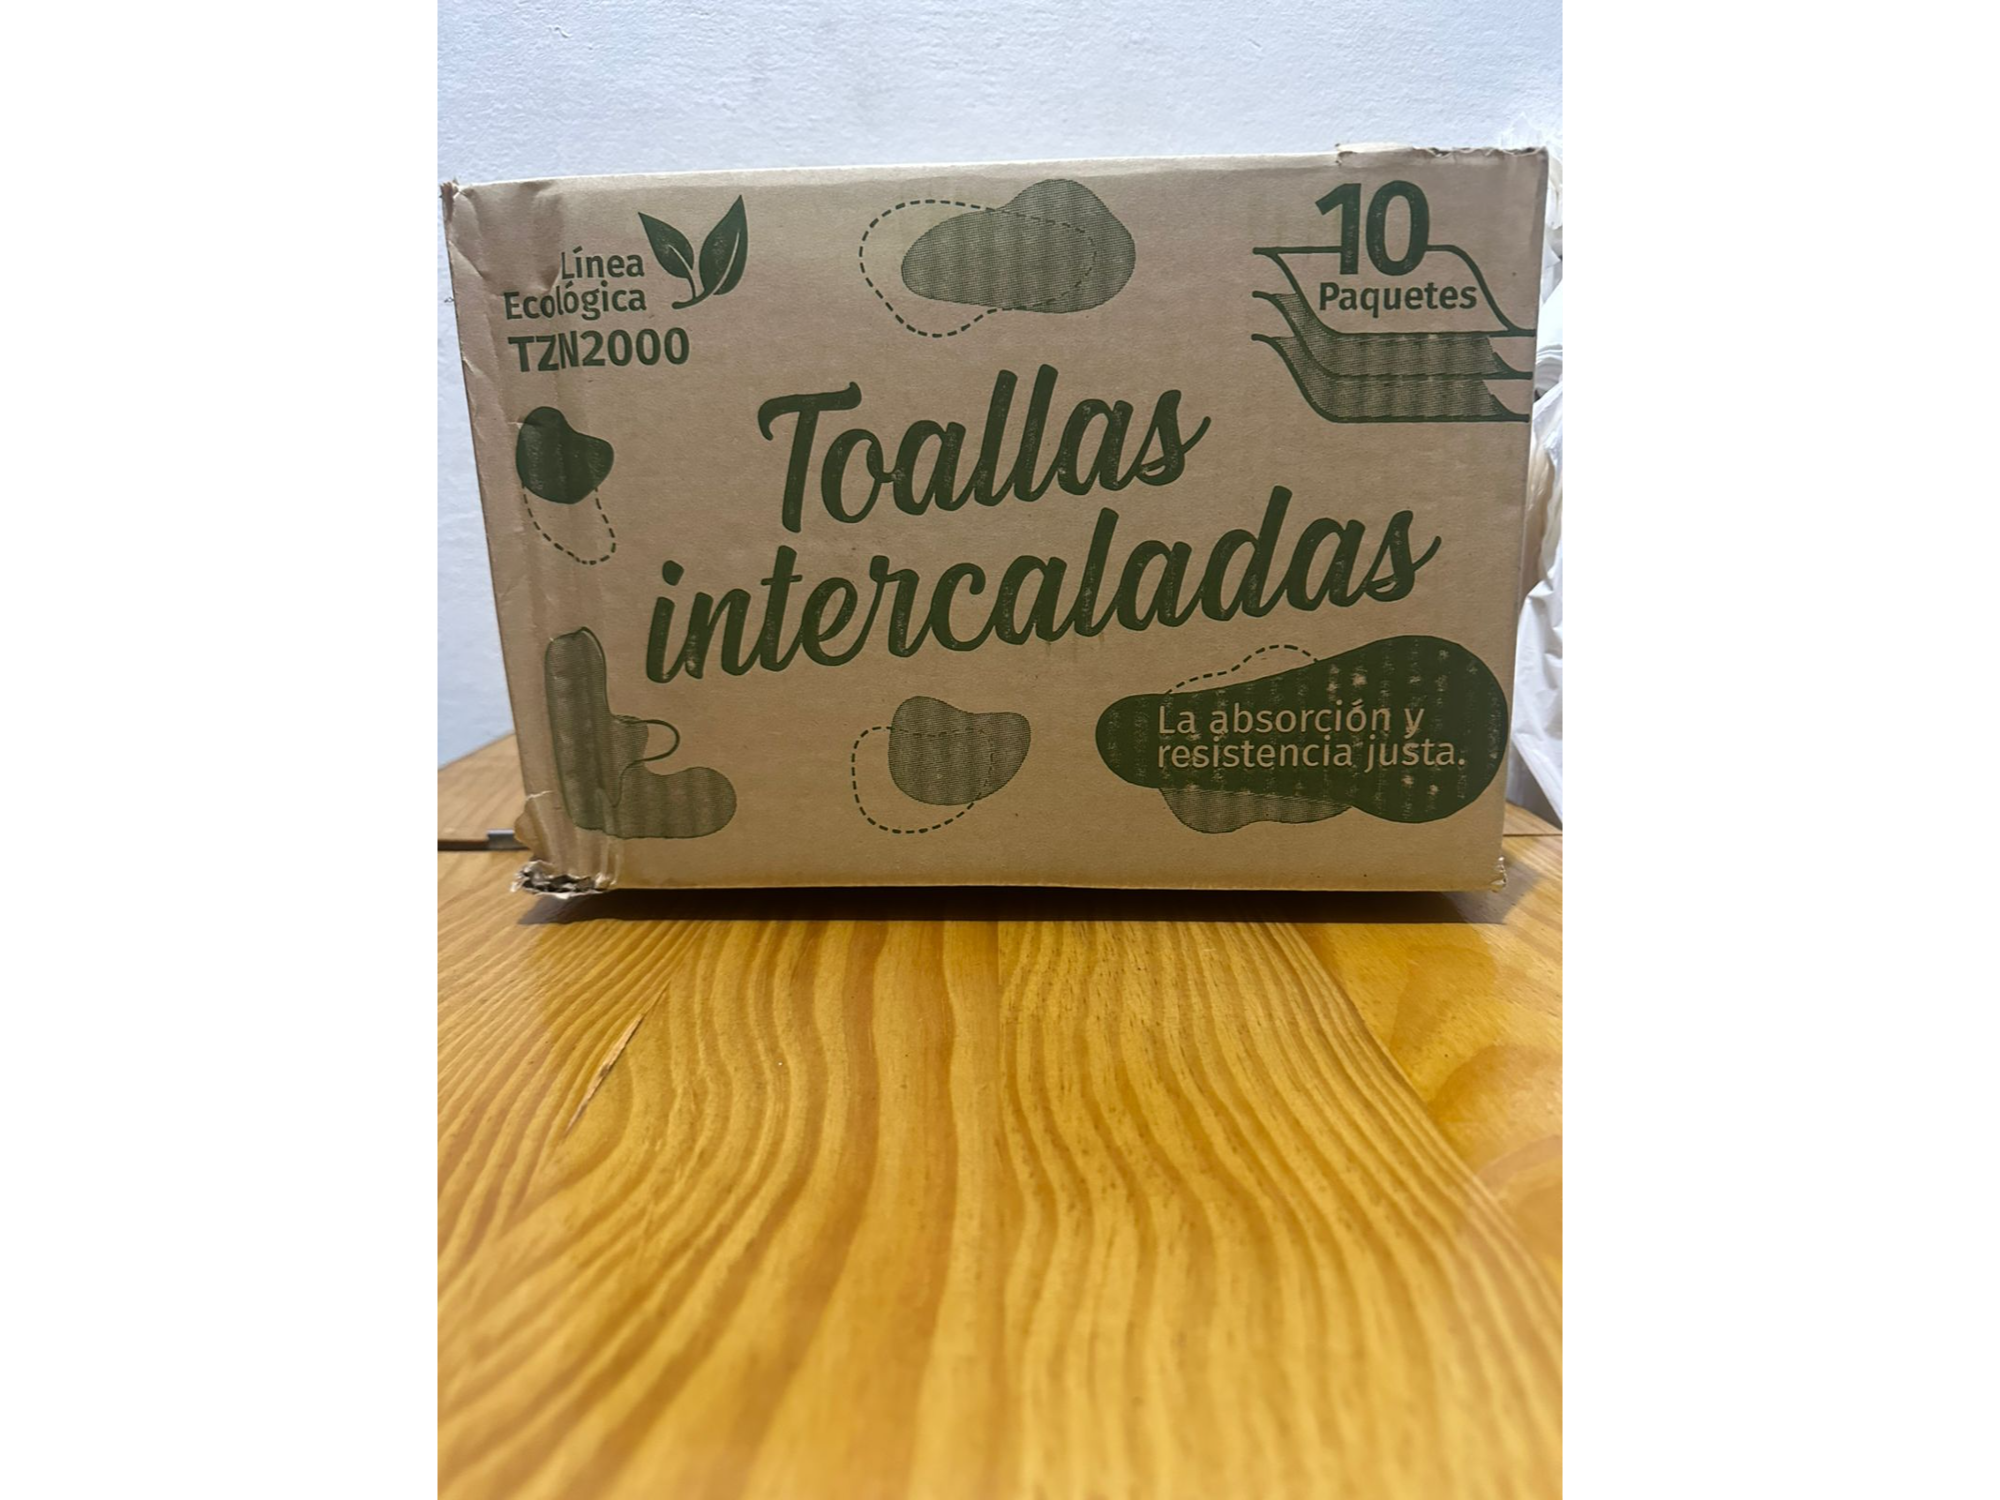 Línea
Ecológica
TZN2000
10
Paquetes
Toallas
intercaladas
La absorción y
resistencia justa.